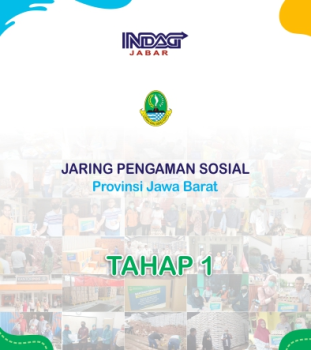 INDAG
JABAR
JARING PENGAMAN SOSIAL
Provinsi Jawa Barat
TAHAP 1